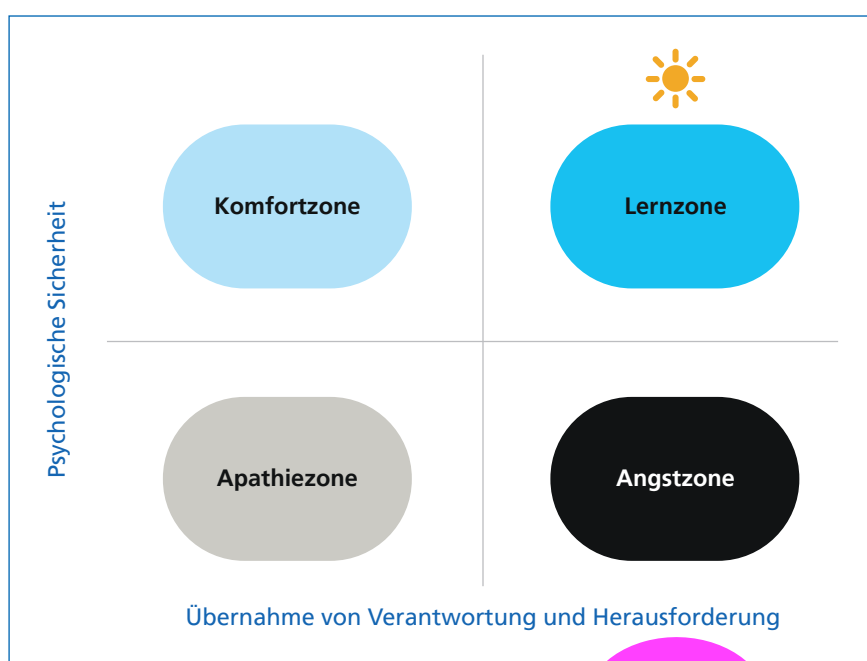 Psychologische Sicherheit
Komfortzone
Lernzone
Apathiezone
Angstzone
Übernahme von Verantwortung und Herausforderung